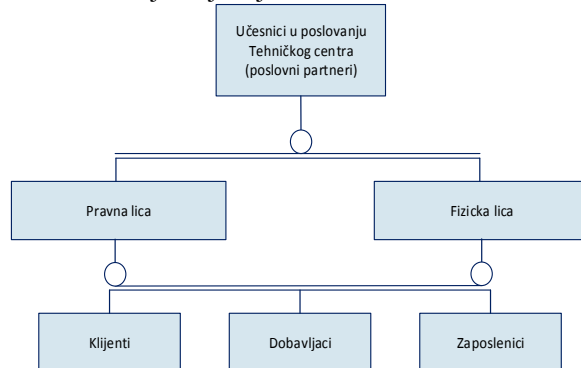 Učesnici u poslovanju
Tehničkog centra
(poslovni partneri)
Pravna lica
Fizicka lica
Klijenti
Dobavljaci
Zaposlenici